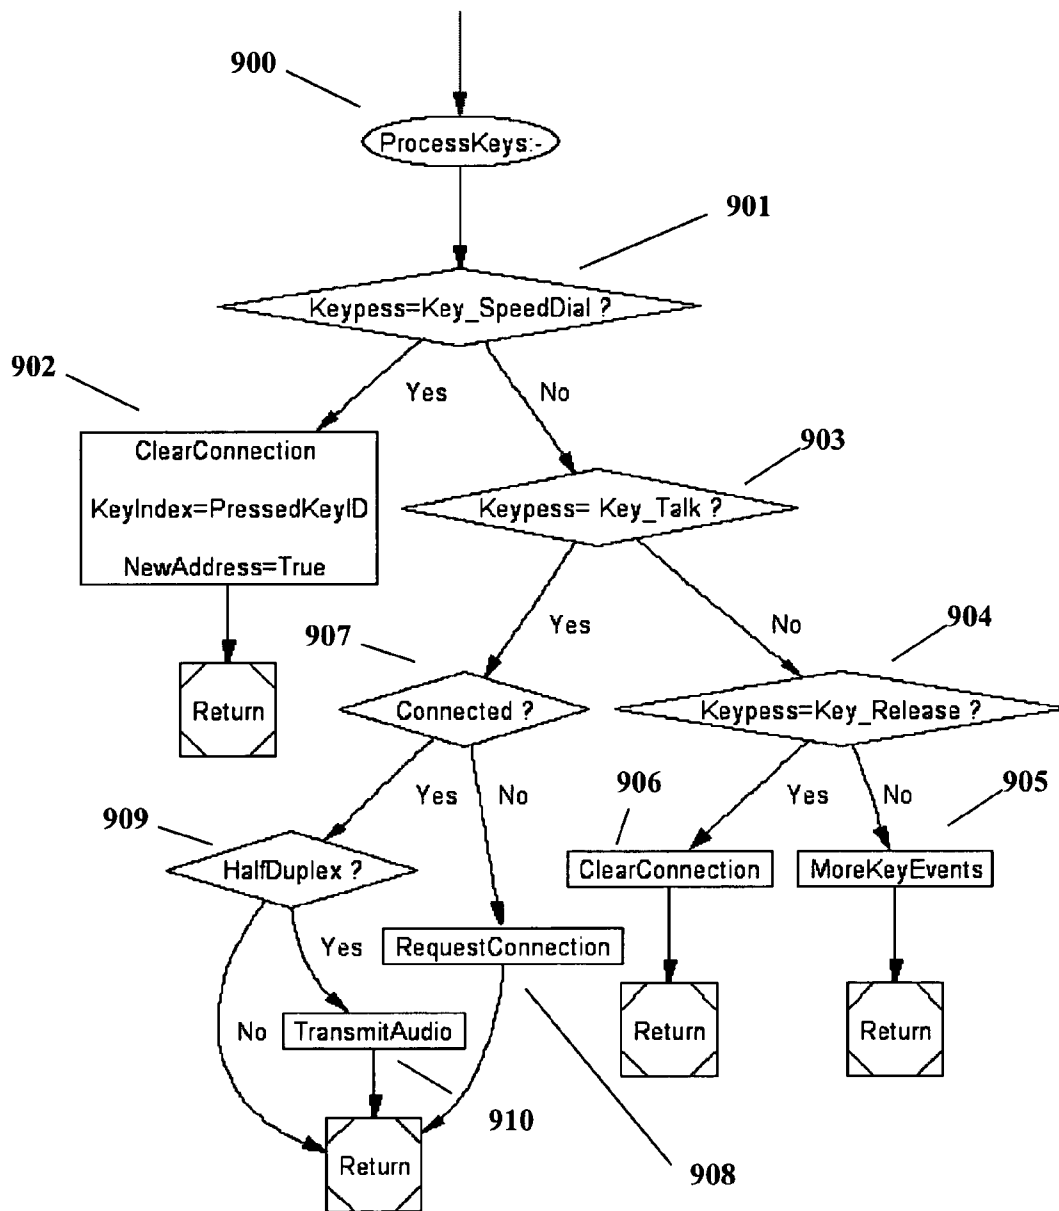 900
ProcessKeys:-
901
Keypess=Key_SpeedDial ?
902
Yes
No
ClearConnection
KeyIndex=PressedKeyID
NewAddress=True
903
Keypess= Key_Talk ?
Return
907
Yes
No
904
Connected ?
Keypess=Key_Release ?
909
Yes
No
906
Yes
No
905
HalfDuplex ?
ClearConnection
MoreKeyEvents
Yes
RequestConnection
No
TransmitAudio
Return
Return
910
908
Return